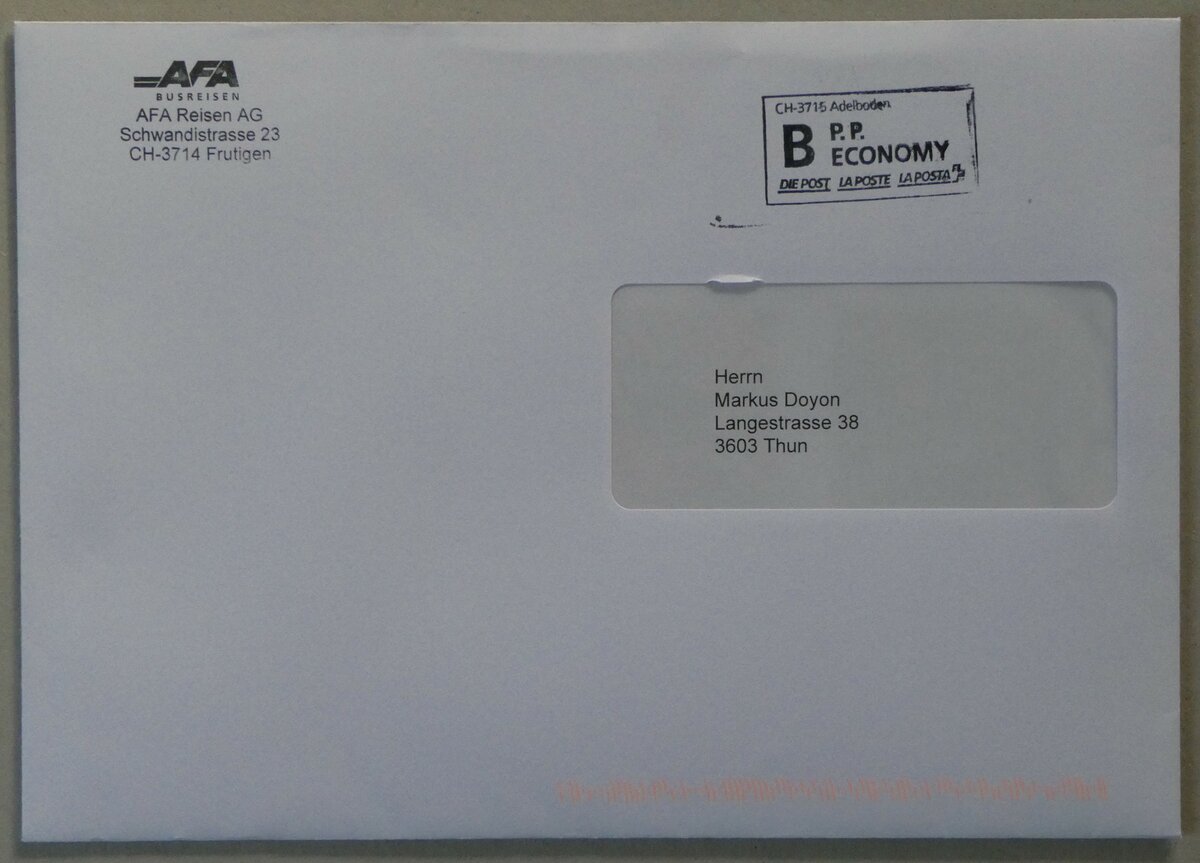 AFA
BUSREISEN
AFA Reisen AG
Schwandistrasse 23
CH-3714 Frutigen
CH-3715 Adelboden
B P.P.
ECONOMY
DIE POST LA POSTE LA POSTA
Herrn
Markus Doyon
Langestrasse 38
3603 Thun